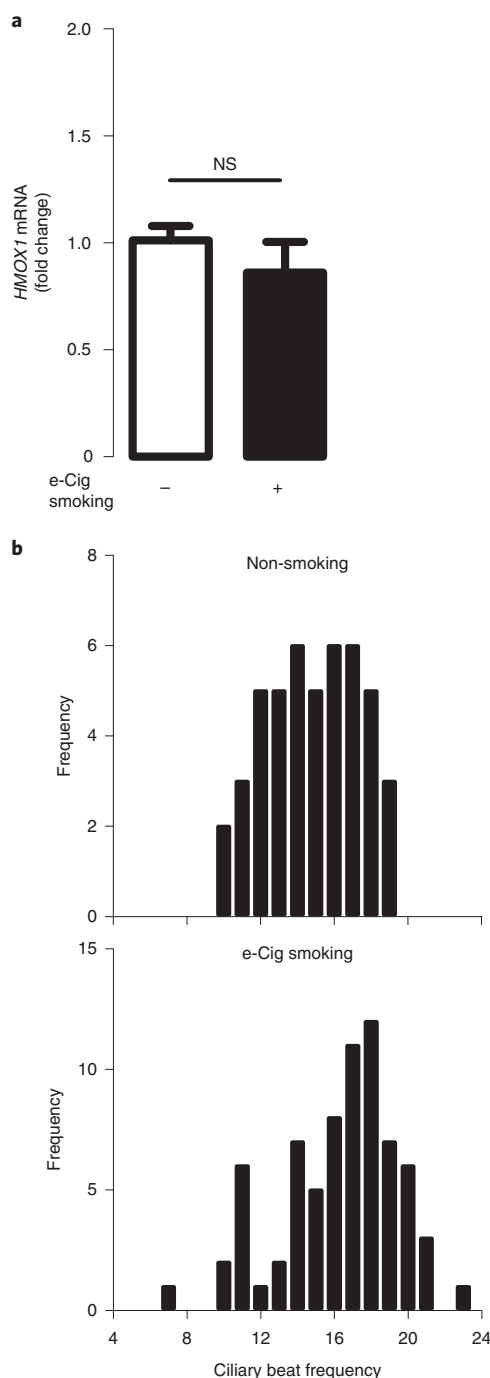 a
2.0
1.5
1.0
0.5
0
HMOX1 mRNA
(fold change)
NS
e-Cig
smoking
– +
b
Non-smoking
8
6
4
2
0
Frequency
e-Cig smoking
15
10
5
0
Frequency
4 8 12 16 20 24
Ciliary beat frequency